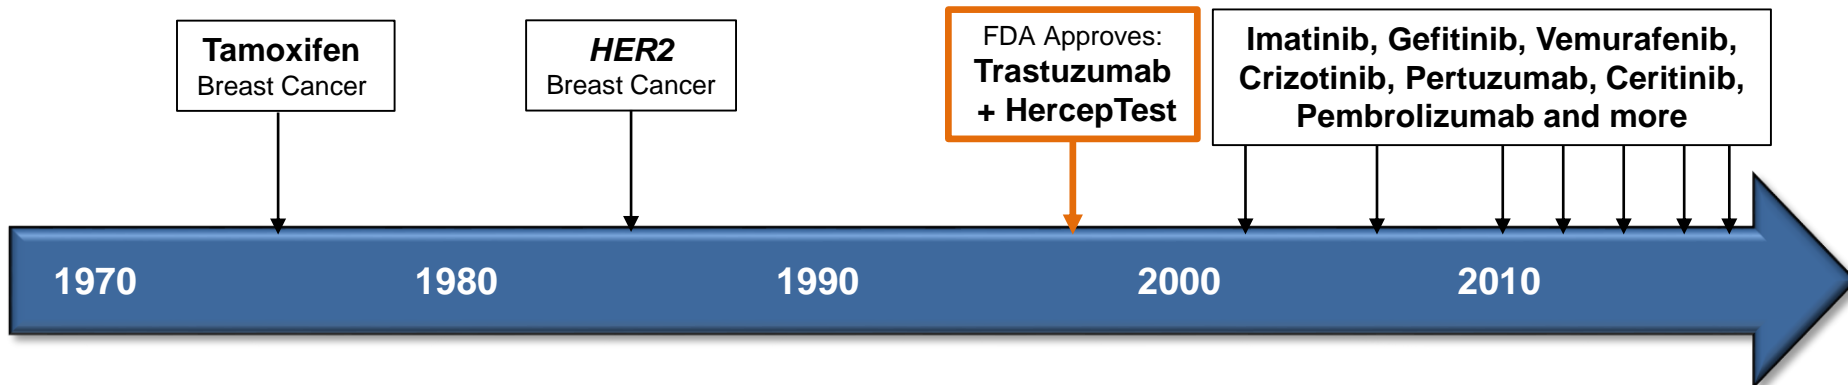 Tamoxifen
Breast Cancer
HER2
Breast Cancer
FDA Approves:
Trastuzumab
+ HercepTest
Imatinib, Gefitinib, Vemurafenib,
Crizotinib, Pertuzumab, Ceritinib,
Pembrolizumab and more
1970 1980 1990 2000 2010